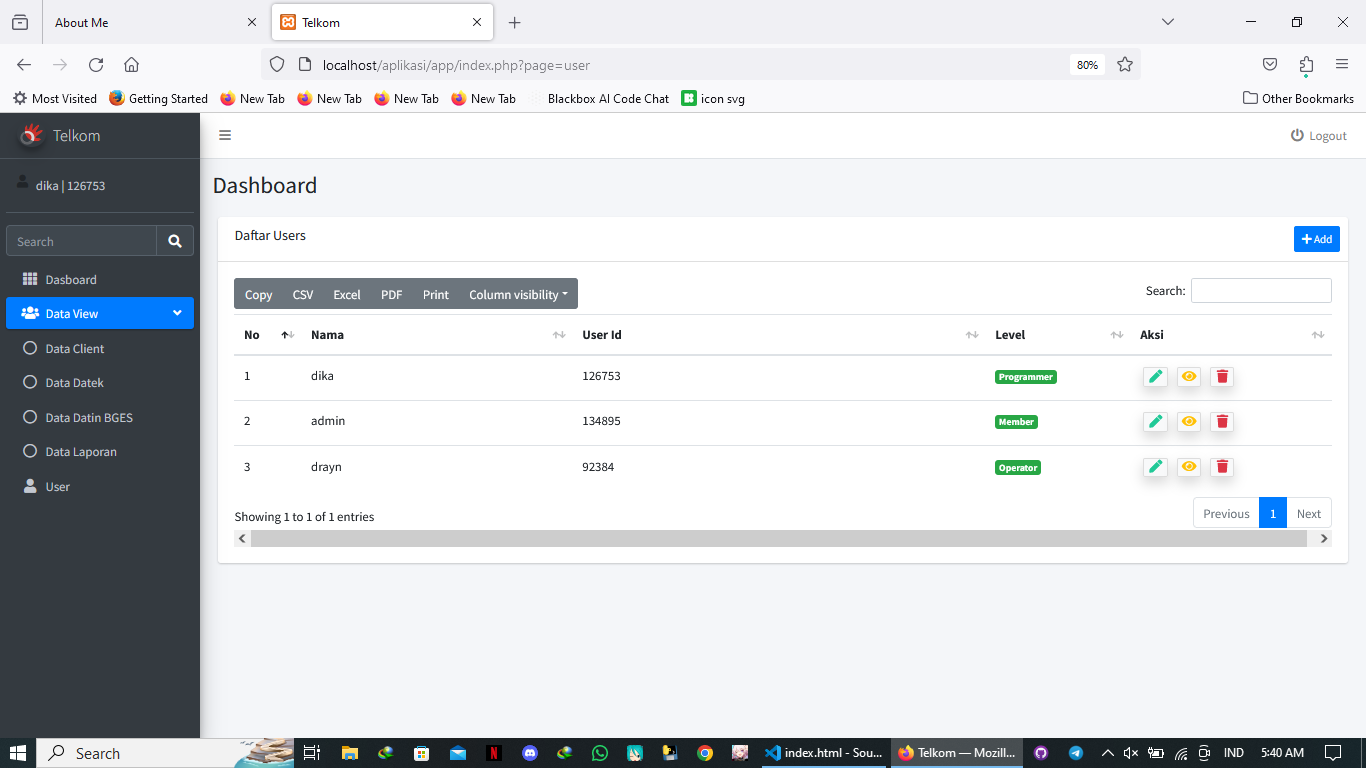 About Me
Telkom
localhost/aplikasi/app/index.php?page=user
80%
Most Visited
Getting Started
New Tab
New Tab
New Tab
New Tab
Blackbox AI Code Chat
icon svg
Other Bookmarks
Telkom
Logout
dika | 126753
Dashboard
Search
Daftar Users
Add
Dasboard
Data View
Data Client
Data Datek
Data Datin BGES
Data Laporan
User
Copy CSV Excel PDF Print Column visibility
Search:
No Nama User Id Level Aksi
1 dika 126753 Programmer
2 admin 134895 Member
3 drayn 92384 Operator
Showing 1 to 1 of 1 entries
Previous 1 Next
Search
index.html - Sou...
Telkom — Mozill...
IND
5:40 AM